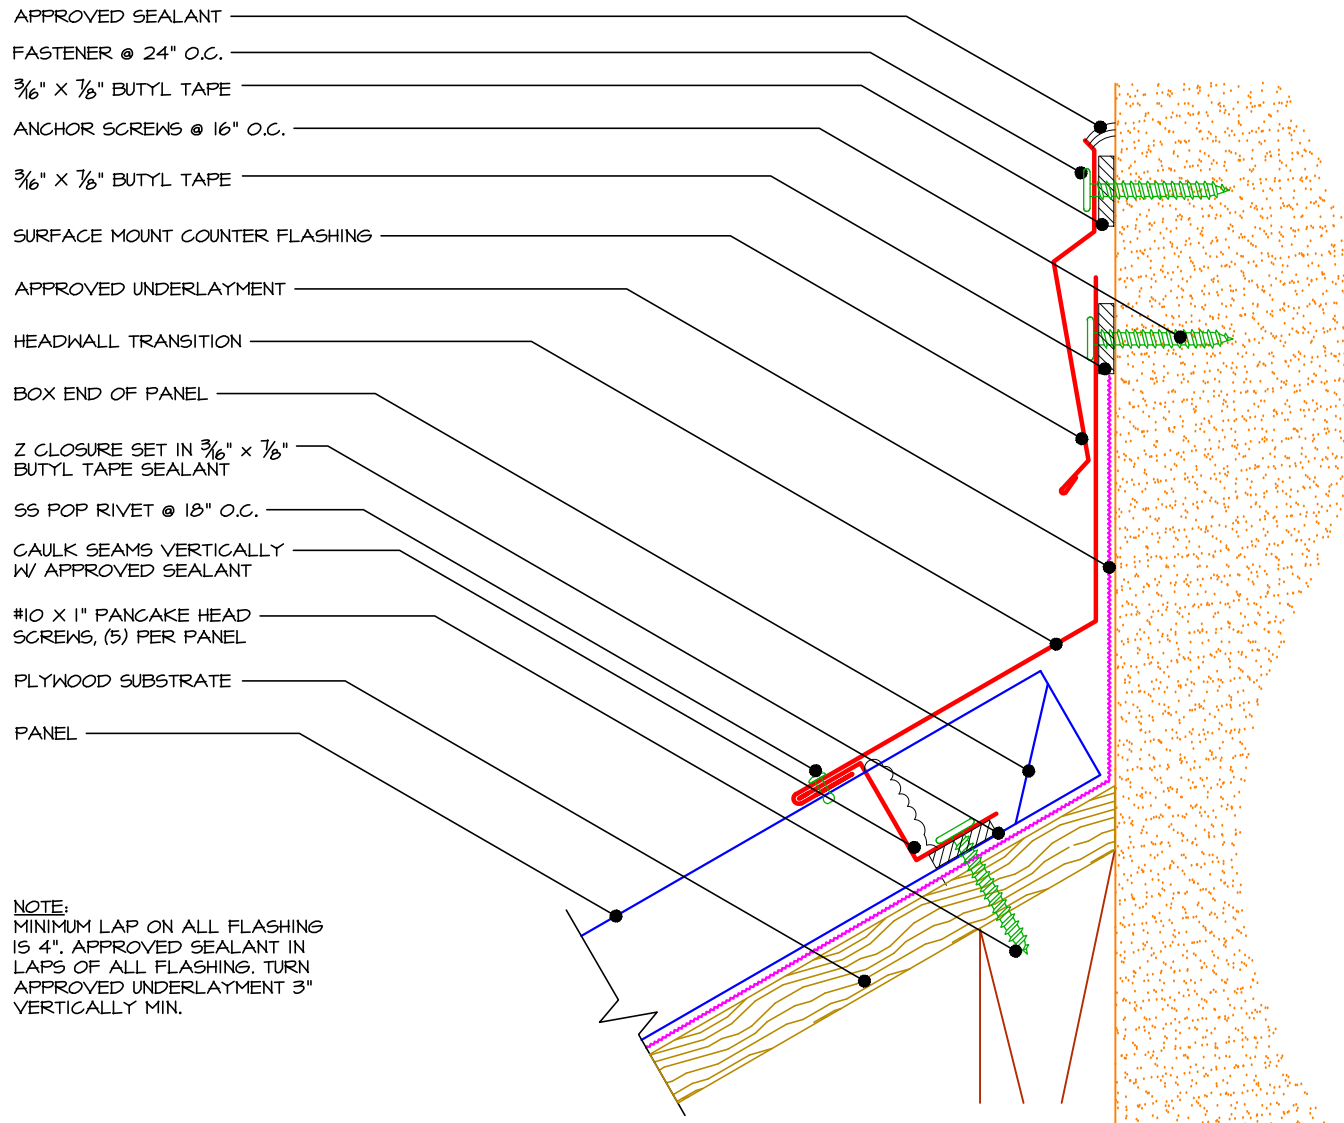 APPROVED SEALANT
FASTENER @ 24" O.C.
3/16" X 7/8" BUTYL TAPE
ANCHOR SCREWS @ 16" O.C.
3/16" X 7/8" BUTYL TAPE
SURFACE MOUNT COUNTER FLASHING
APPROVED UNDERLAYMENT
HEADWALL TRANSITION
BOX END OF PANEL
Z CLOSURE SET IN 3/16" x 7/8"
BUTYL TAPE SEALANT
SS POP RIVET @ 18" O.C.
CAULK SEAMS VERTICALLY
W/ APPROVED SEALANT
#10 X 1" PANCAKE HEAD
SCREWS, (5) PER PANEL
PLYWOOD SUBSTRATE
PANEL
NOTE:
MINIMUM LAP ON ALL FLASHING
IS 4". APPROVED SEALANT IN
LAPS OF ALL FLASHING. TURN
APPROVED UNDERLAYMENT 3"
VERTICALLY MIN.